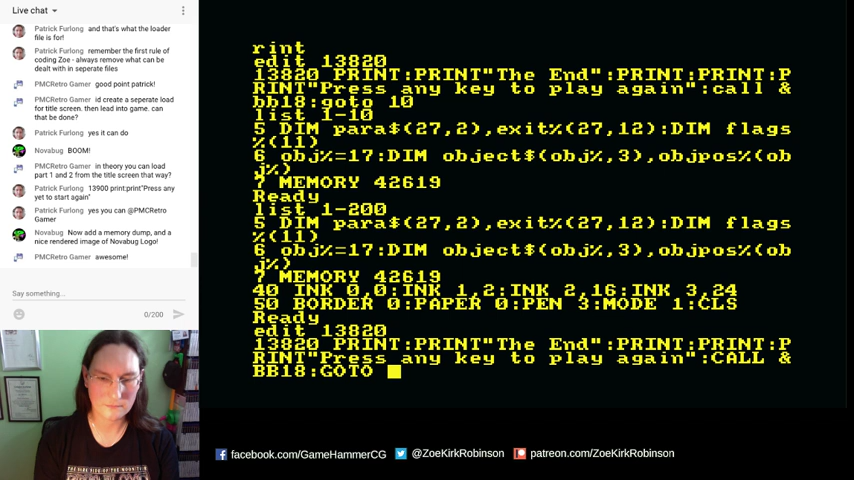 Live chat
Patrick Furlong and that's what the loader
file is for!
Patrick Furlong remember the first rule of
coding Zoe - always remove what can be
dealt with in seperate files
PMCRetro Gamer good point patrick!
PMCRetro Gamer id create a seperate load
for title screen. then lead into game. can
that be done?
Patrick Furlong yes it can do
Novabug BOOM!
PMCRetro Gamer in theory you can load
part 1 and 2 from the title screen that way?
Patrick Furlong 13900 print:print"Press any
yet to start again"
Patrick Furlong yes you can @PMCRetro
Gamer
Novabug Now add a memory dump, and a
nice rendered image of Novabug Logo!
PMCRetro Gamer awesome!
Say something...
0/200
rint
edit 13820
13820 PRINT:PRINT"The End":PRINT:PRINT:P
RINT"Press any key to play again":call &
bb18:goto 10
list 1-10
5 DIM para$(27,2),exit%(27,12):DIM flags
%(11)
6 obj%=17:DIM object$(obj%,3),objpos%(ob
j%)
7 MEMORY 42619
Ready
list 1-200
5 DIM para$(27,2),exit%(27,12):DIM flags
%(11)
6 obj%=17:DIM object$(obj%,3),objpos%(ob
j%)
7 MEMORY 42619
40 INK 0,0:INK 1,2:INK 2,16:INK 3,24
50 BORDER 0:PAPER 0:PEN 3:MODE 1:CLS
Ready
edit 13820
13820 PRINT:PRINT"The End":PRINT:PRINT:P
RINT"Press any key to play again":CALL &
BB18:GOTO
facebook.com/GameHammerCG @ZoeKirkRobinson patreon.com/ZoeKirkRobinson